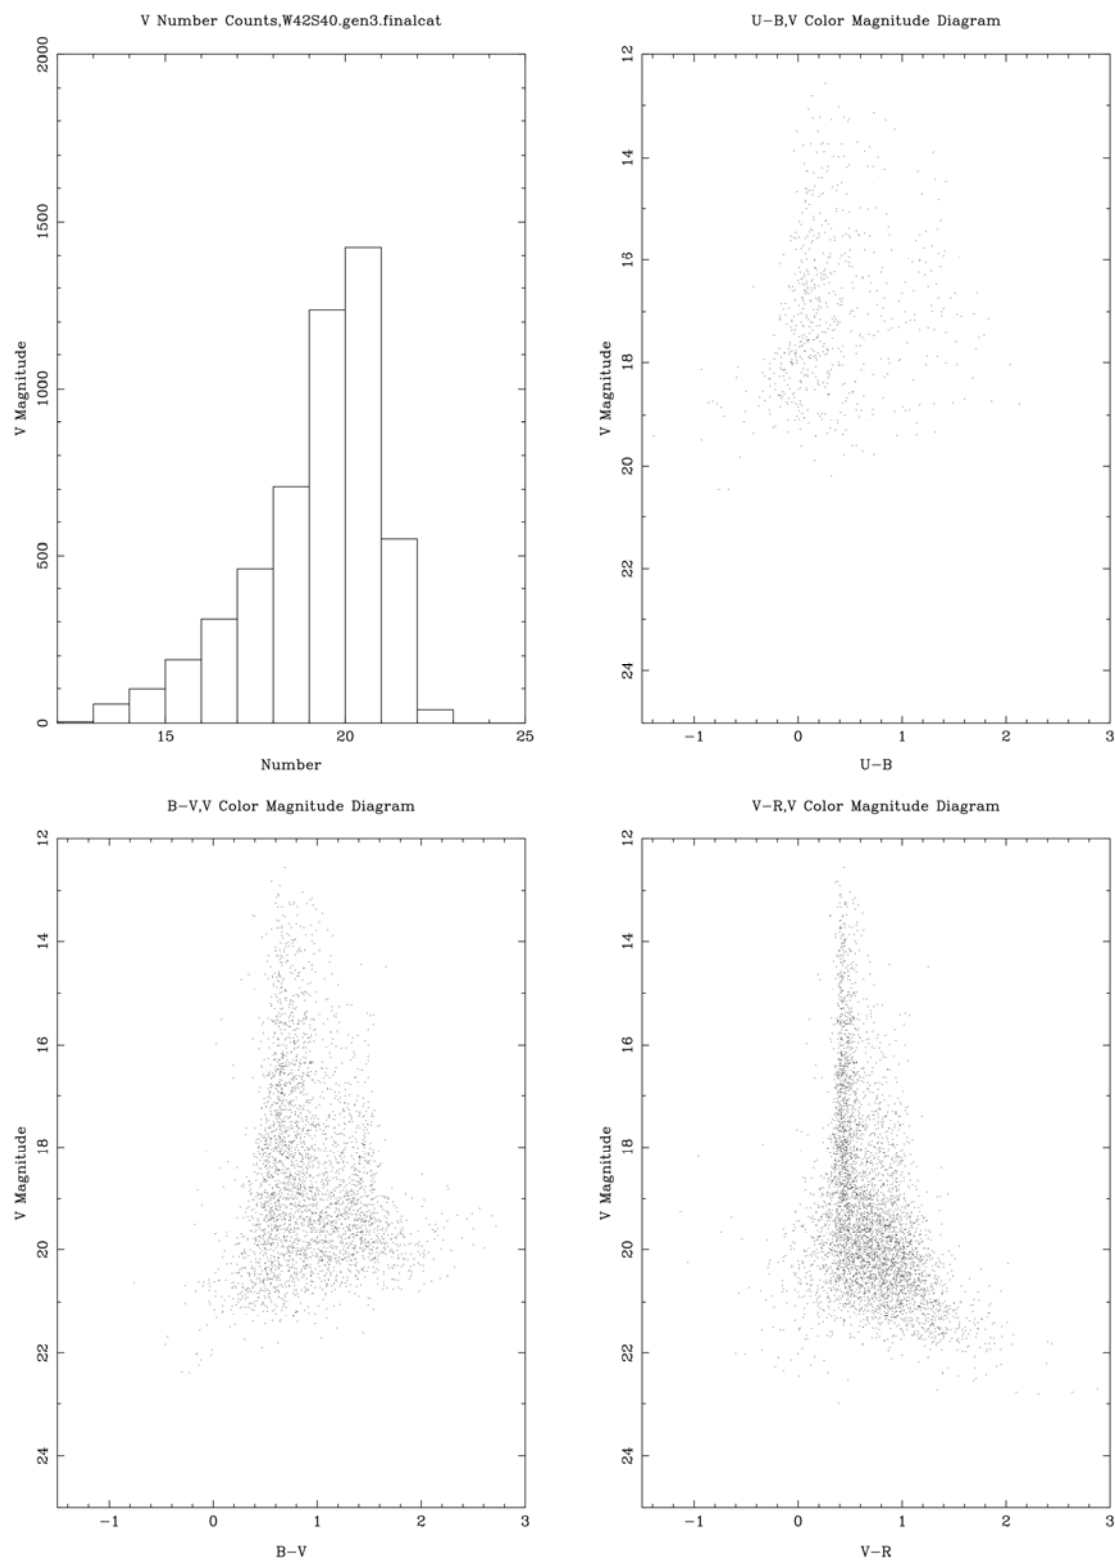 V Number Counts,W42S40.gen3.finalcat
2000
1500
1000
500
0
V Magnitude
15 20 25
Number
U-B,V Color Magnitude Diagram
12
14
16
18
20
22
24
V Magnitude
-1 0 1 2 3
U-B
B-V,V Color Magnitude Diagram
12
14
16
18
20
22
24
V Magnitude
-1 0 1 2 3
B-V
V-R,V Color Magnitude Diagram
12
14
16
18
20
22
24
V Magnitude
-1 0 1 2 3
V-R